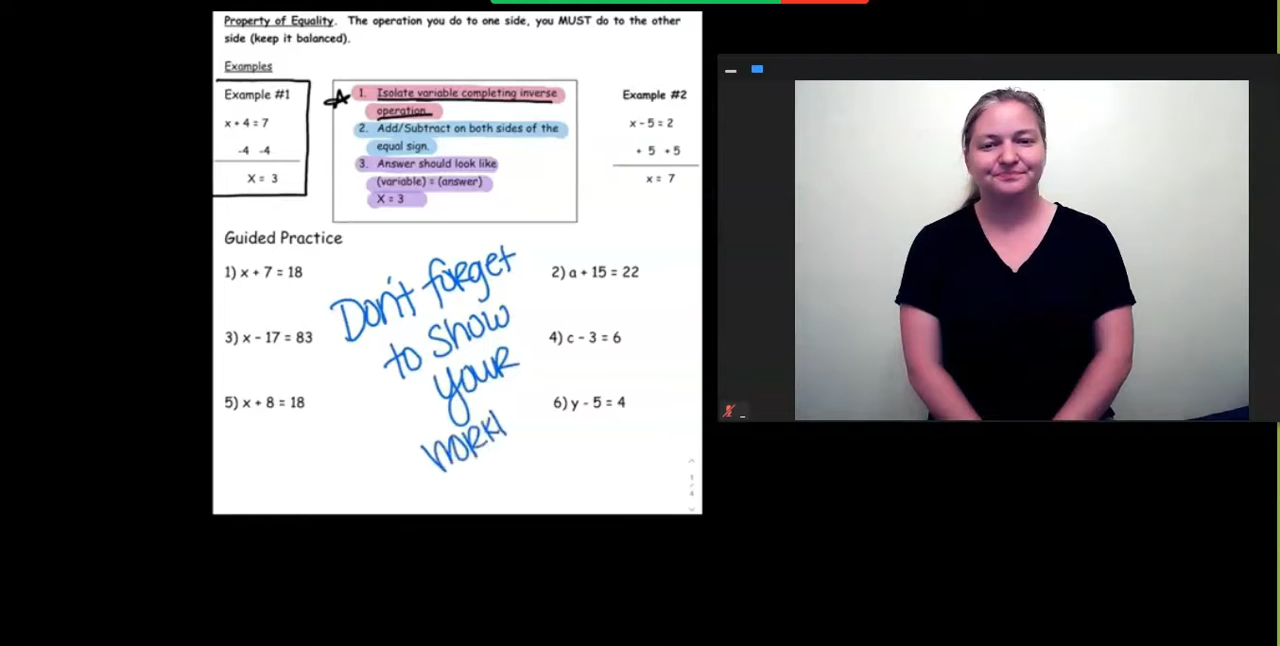 Property of Equality. The operation you do to one side, you MUST do to the other
side (keep it balanced).
Examples
Example #1
x + 4 = 7
-4 -4
X = 3
1. Isolate variable completing inverse
operation.
2. Add/Subtract on both sides of the
equal sign.
3. Answer should look like
(variable) = (answer)
X = 3
Example #2
x - 5 = 2
+ 5 + 5
x = 7
Guided Practice
1) x + 7 = 18
2) a + 15 = 22
3) x - 17 = 83
4) c - 3 = 6
5) x + 8 = 18
6) y - 5 = 4
Don't forget
to show
your
work!
1
/
4